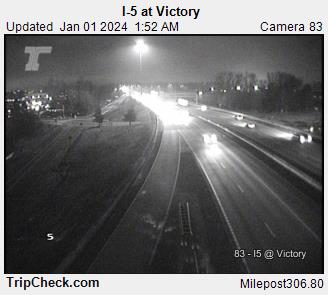 I-5 at Victory
Updated Jan 01 2024 1:52 AM Camera 83
T
S
83 - I5 @ Victory
TripCheck.com Milepost306.80